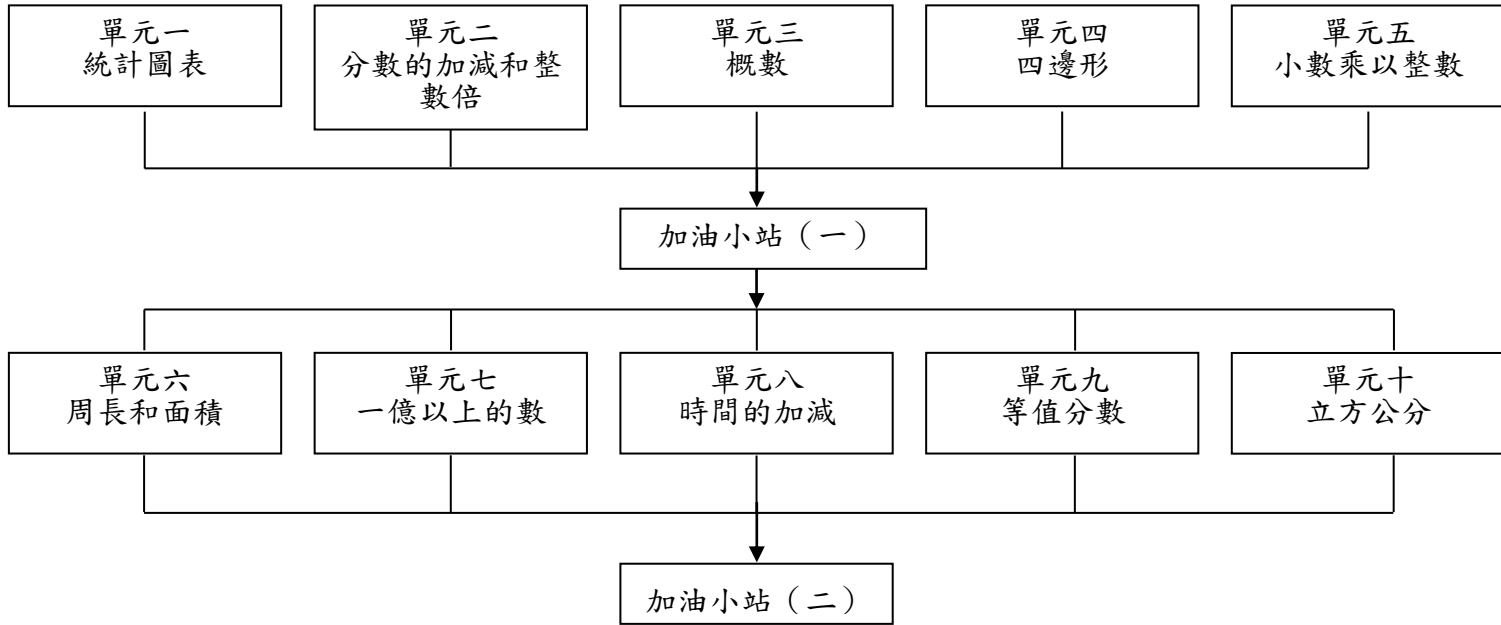 單元一
統計圖表
單元二
分數的加減和整
數倍
單元三
概數
單元四
四邊形
單元五
小數乘以整數
加油小站（一）
單元六
周長和面積
單元七
一億以上的數
單元八
時間的加減
單元九
等值分數
單元十
立方公分
加油小站（二）